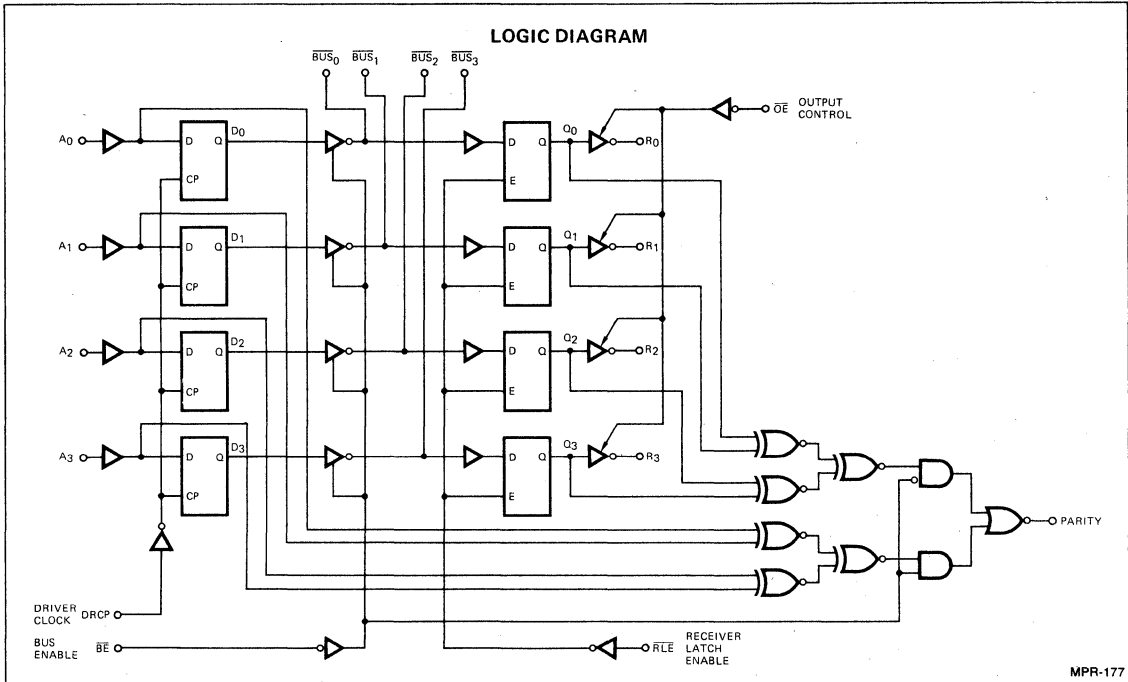 LOGIC DIAGRAM
BUS0 BUS1 BUS2 BUS3
OE OUTPUT CONTROL
A0 D Q D0 D Q Q0 R0
CP E
A1 D Q D1 D Q Q1 R1
CP E
A2 D Q D2 D Q Q2 R2
CP E
A3 D Q D3 D Q Q3 R3
CP E
PARITY
DRIVER CLOCK DRCP
BUS ENABLE BE
RLE RECEIVER LATCH ENABLE
MPR-177